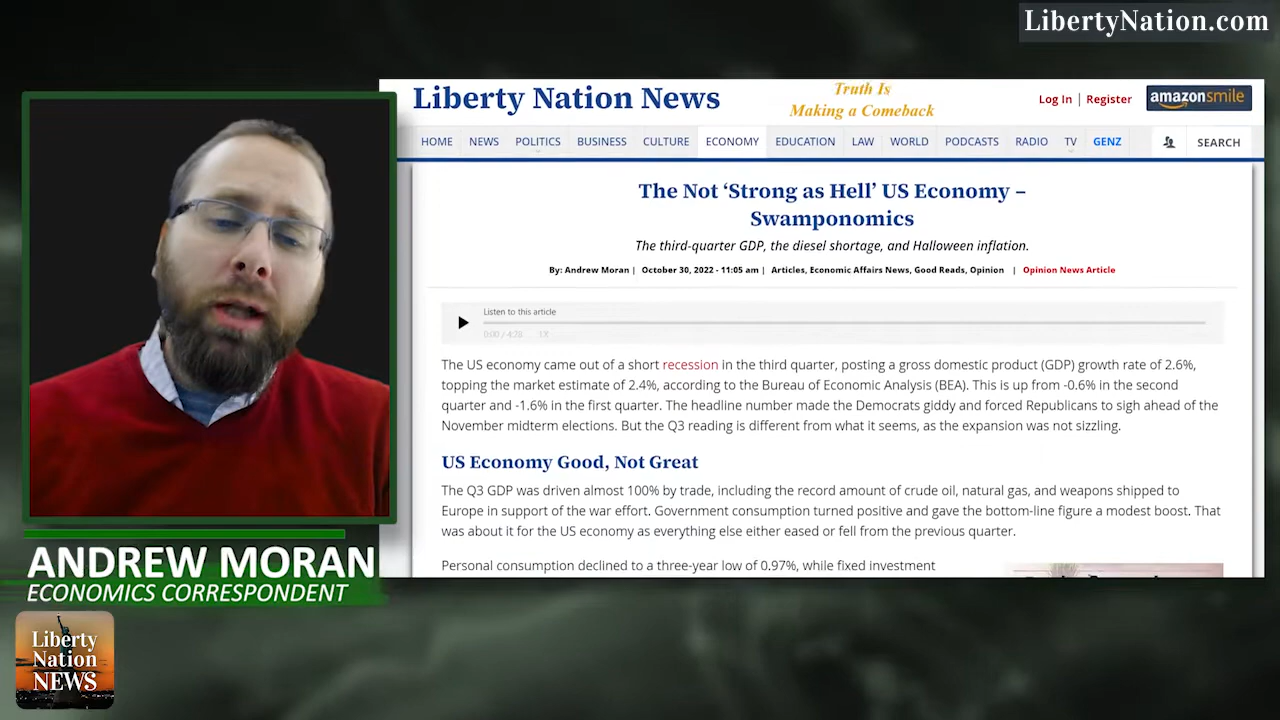 LibertyNation.com
Liberty Nation News
Truth Is
Making a Comeback
Log In | Register
amazonsmile
HOME NEWS POLITICS BUSINESS CULTURE ECONOMY EDUCATION LAW WORLD PODCASTS RADIO TV GENZ SEARCH
The Not ‘Strong as Hell’ US Economy –
Swamponomics
The third-quarter GDP, the diesel shortage, and Halloween inflation.
By: Andrew Moran | October 30, 2022 - 11:05 am | Articles, Economic Affairs News, Good Reads, Opinion | Opinion News Article
Listen to this article
0:00 / 4:28 1X
The US economy came out of a short recession in the third quarter, posting a gross domestic product (GDP) growth rate of 2.6%,
topping the market estimate of 2.4%, according to the Bureau of Economic Analysis (BEA). This is up from -0.6% in the second
quarter and -1.6% in the first quarter. The headline number made the Democrats giddy and forced Republicans to sigh ahead of the
November midterm elections. But the Q3 reading is different from what it seems, as the expansion was not sizzling.
US Economy Good, Not Great
The Q3 GDP was driven almost 100% by trade, including the record amount of crude oil, natural gas, and weapons shipped to
Europe in support of the war effort. Government consumption turned positive and gave the bottom-line figure a modest boost. That
was about it for the US economy as everything else either eased or fell from the previous quarter.
Personal consumption declined to a three-year low of 0.97%, while fixed investment
ANDREW MORAN
ECONOMICS CORRESPONDENT
Liberty
Nation
NEWS